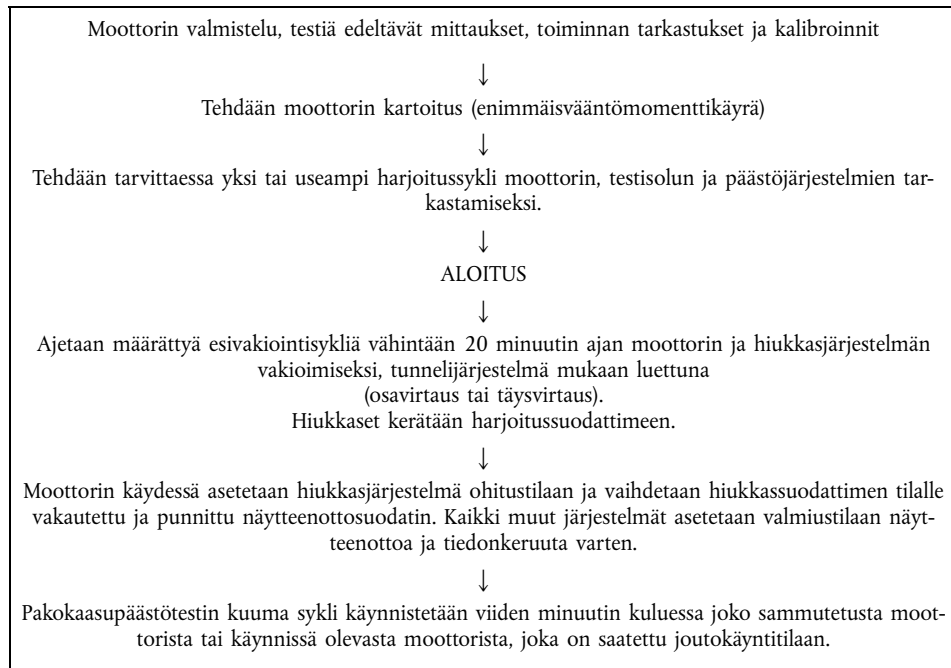 Moottorin valmistelu, testiä edeltävät mittaukset, toiminnan tarkastukset ja kalibroinnit
↓
Tehdään moottorin kartoitus (enimmäisvääntömomenttikäyrä)
↓
Tehdään tarvittaessa yksi tai useampi harjoitussykli moottorin, testisolun ja päästöjärjestelmien tar-
kastamiseksi.
↓
ALOITUS
↓
Ajetaan määrättyä esivakiointisykliä vähintään 20 minuutin ajan moottorin ja hiukkasjärjestelmän
vakioimiseksi, tunnelijärjestelmä mukaan luettuna
(osavirtaus tai täysvirtaus).
Hiukkaset kerätään harjoitussuodattimeen.
↓
Moottorin käydessä asetetaan hiukkasjärjestelmä ohitustilaan ja vaihdetaan hiukkassuodattimen tilalle
vakautettu ja punnittu näytteenottosuodatin. Kaikki muut järjestelmät asetetaan valmiustilaan näyt-
teenottoa ja tiedonkeruuta varten.
↓
Pakokaasupäästötestin kuuma sykli käynnistetään viiden minuutin kuluessa joko sammutetusta moot-
torista tai käynnissä olevasta moottorista, joka on saatettu joutokäyntitilaan.